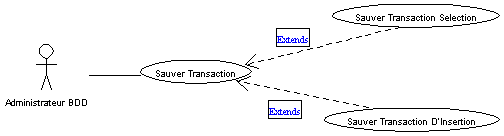 Sauver Transaction Selection
Extends
Sauver Transaction
Administrateur BDD
Extends
Sauver Transaction D'Insertion